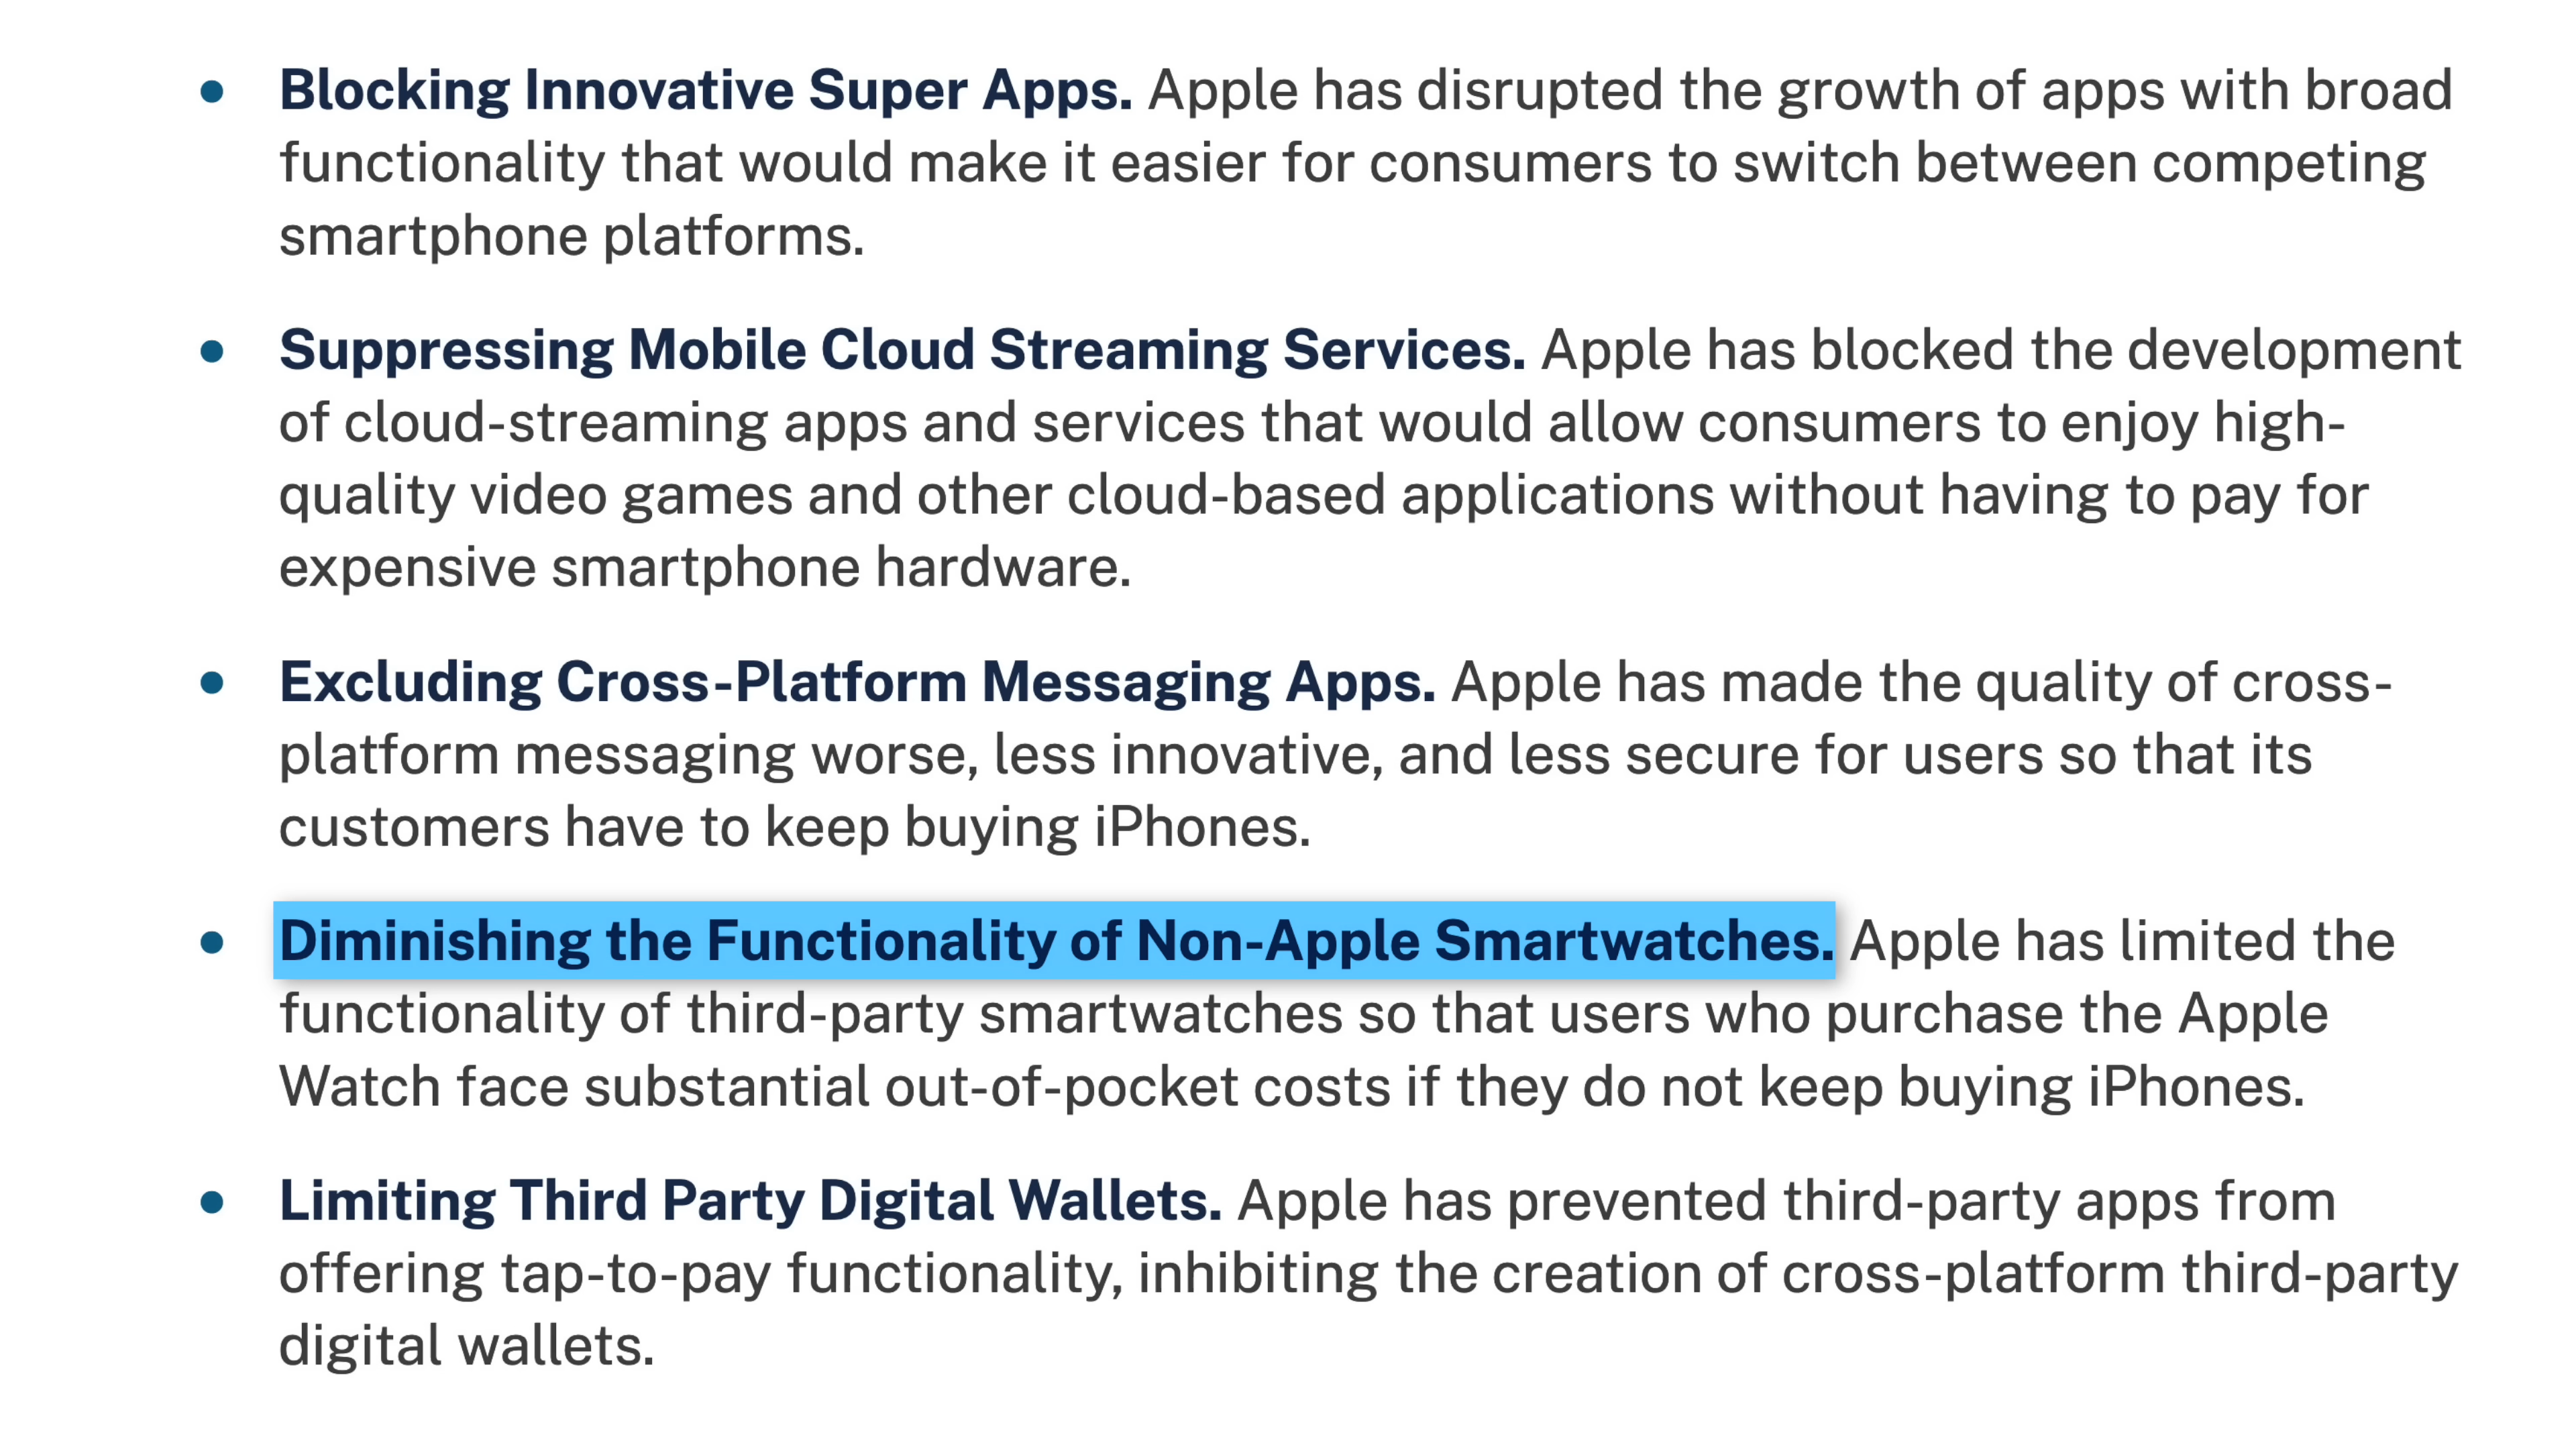 Blocking Innovative Super Apps. Apple has disrupted the growth of apps with broad
functionality that would make it easier for consumers to switch between competing
smartphone platforms.
Suppressing Mobile Cloud Streaming Services. Apple has blocked the development
of cloud-streaming apps and services that would allow consumers to enjoy high-
quality video games and other cloud-based applications without having to pay for
expensive smartphone hardware.
Excluding Cross-Platform Messaging Apps. Apple has made the quality of cross-
platform messaging worse, less innovative, and less secure for users so that its
customers have to keep buying iPhones.
Diminishing the Functionality of Non-Apple Smartwatches. Apple has limited the
functionality of third-party smartwatches so that users who purchase the Apple
Watch face substantial out-of-pocket costs if they do not keep buying iPhones.
Limiting Third Party Digital Wallets. Apple has prevented third-party apps from
offering tap-to-pay functionality, inhibiting the creation of cross-platform third-party
digital wallets.